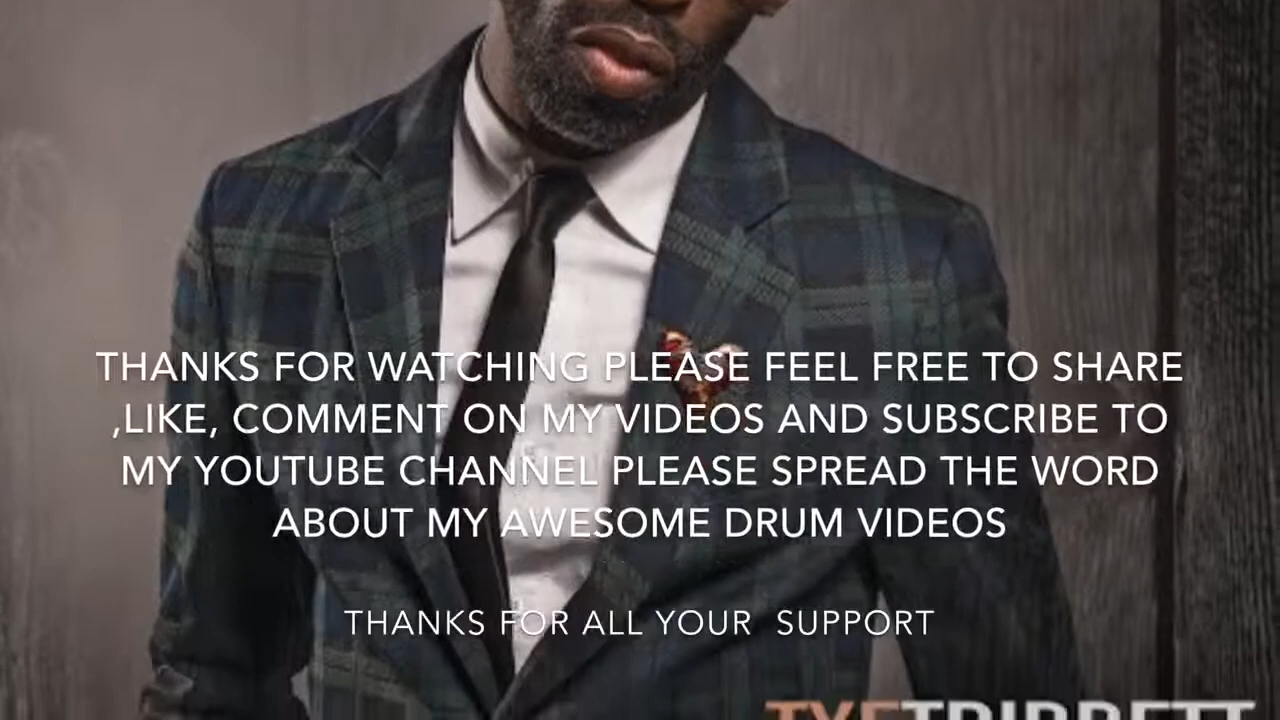 THANKS FOR WATCHING PLEASE FEEL FREE TO SHARE
,LIKE, COMMENT ON MY VIDEOS AND SUBSCRIBE TO
MY YOUTUBE CHANNEL PLEASE SPREAD THE WORD
ABOUT MY AWESOME DRUM VIDEOS
THANKS FOR ALL YOUR  SUPPORT
TYETRIBBETT